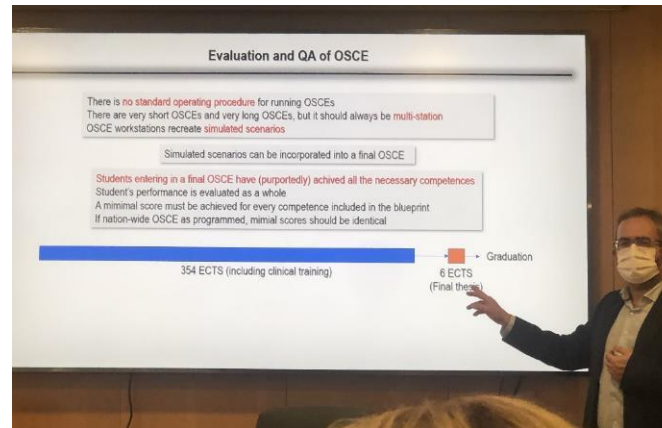 Evaluation and QA of OSCE
There is no standard operating procedure for running OSCEs
There are very short OSCEs and very long OSCEs, but it should always be multi-station
OSCE workstations recreate simulated scenarios
Simulated scenarios can be incorporated into a final OSCE
Students entering in a final OSCE have (purportedly) achived all the necessary competences
Student's performance is evaluated as a whole
A mimimal score must be achieved for every competence included in the blueprint
If nation-wide OSCE as programmed, mimial scores should be identical
Graduation
354 ECTS (including clinical training)
6 ECTS
(Final thesis)